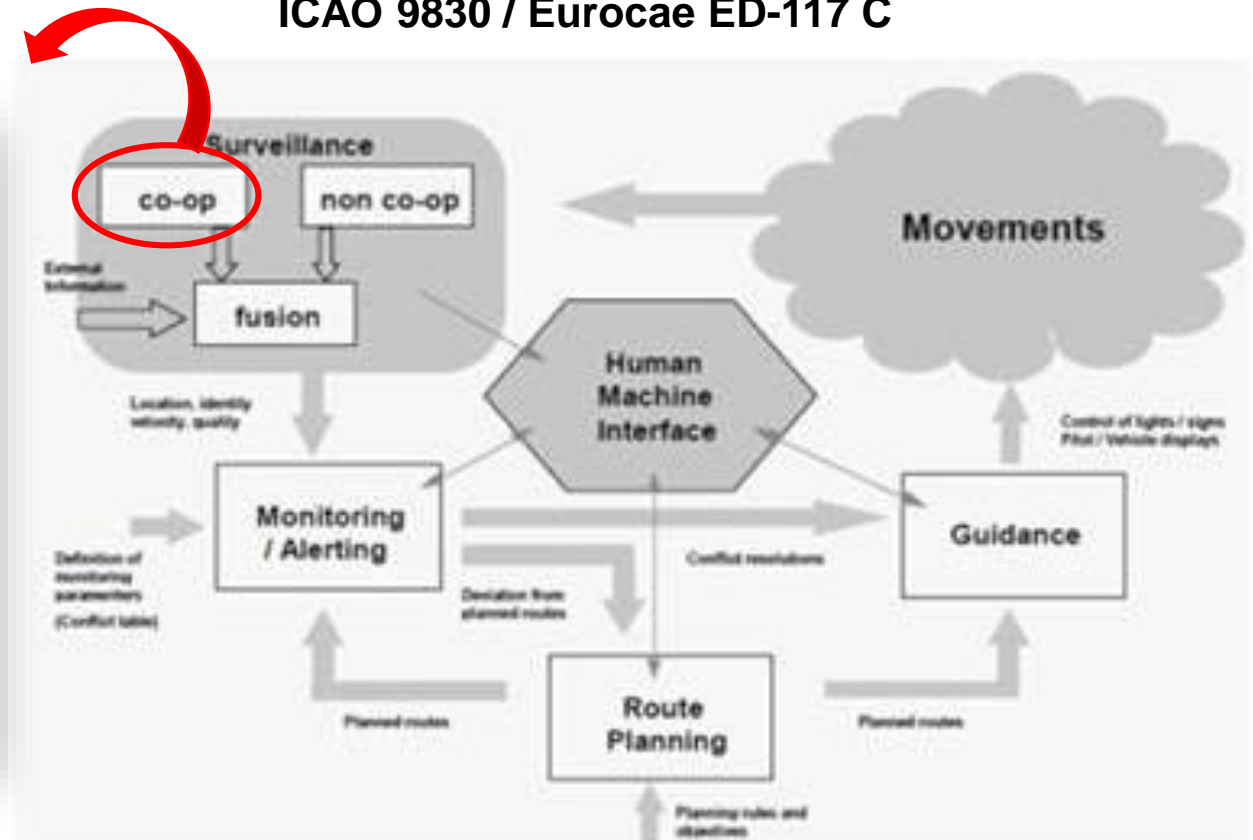 ICAO 9830 / Eurocae ED-117 C
Surveillance
co-op
non co-op
Movements
External
Information
fusion
Human
Machine
Interface
Location, identity
velocity, quality
Control of lights / signs
Pilot / Vehicle displays
Monitoring
/ Alerting
Guidance
Definition of
monitoring
paramenters
(Conflict table)
Conflict resolutions
Deviation from
planned routes
Route
Planning
Planned routes
Planned routes
Planning rules and
objectives